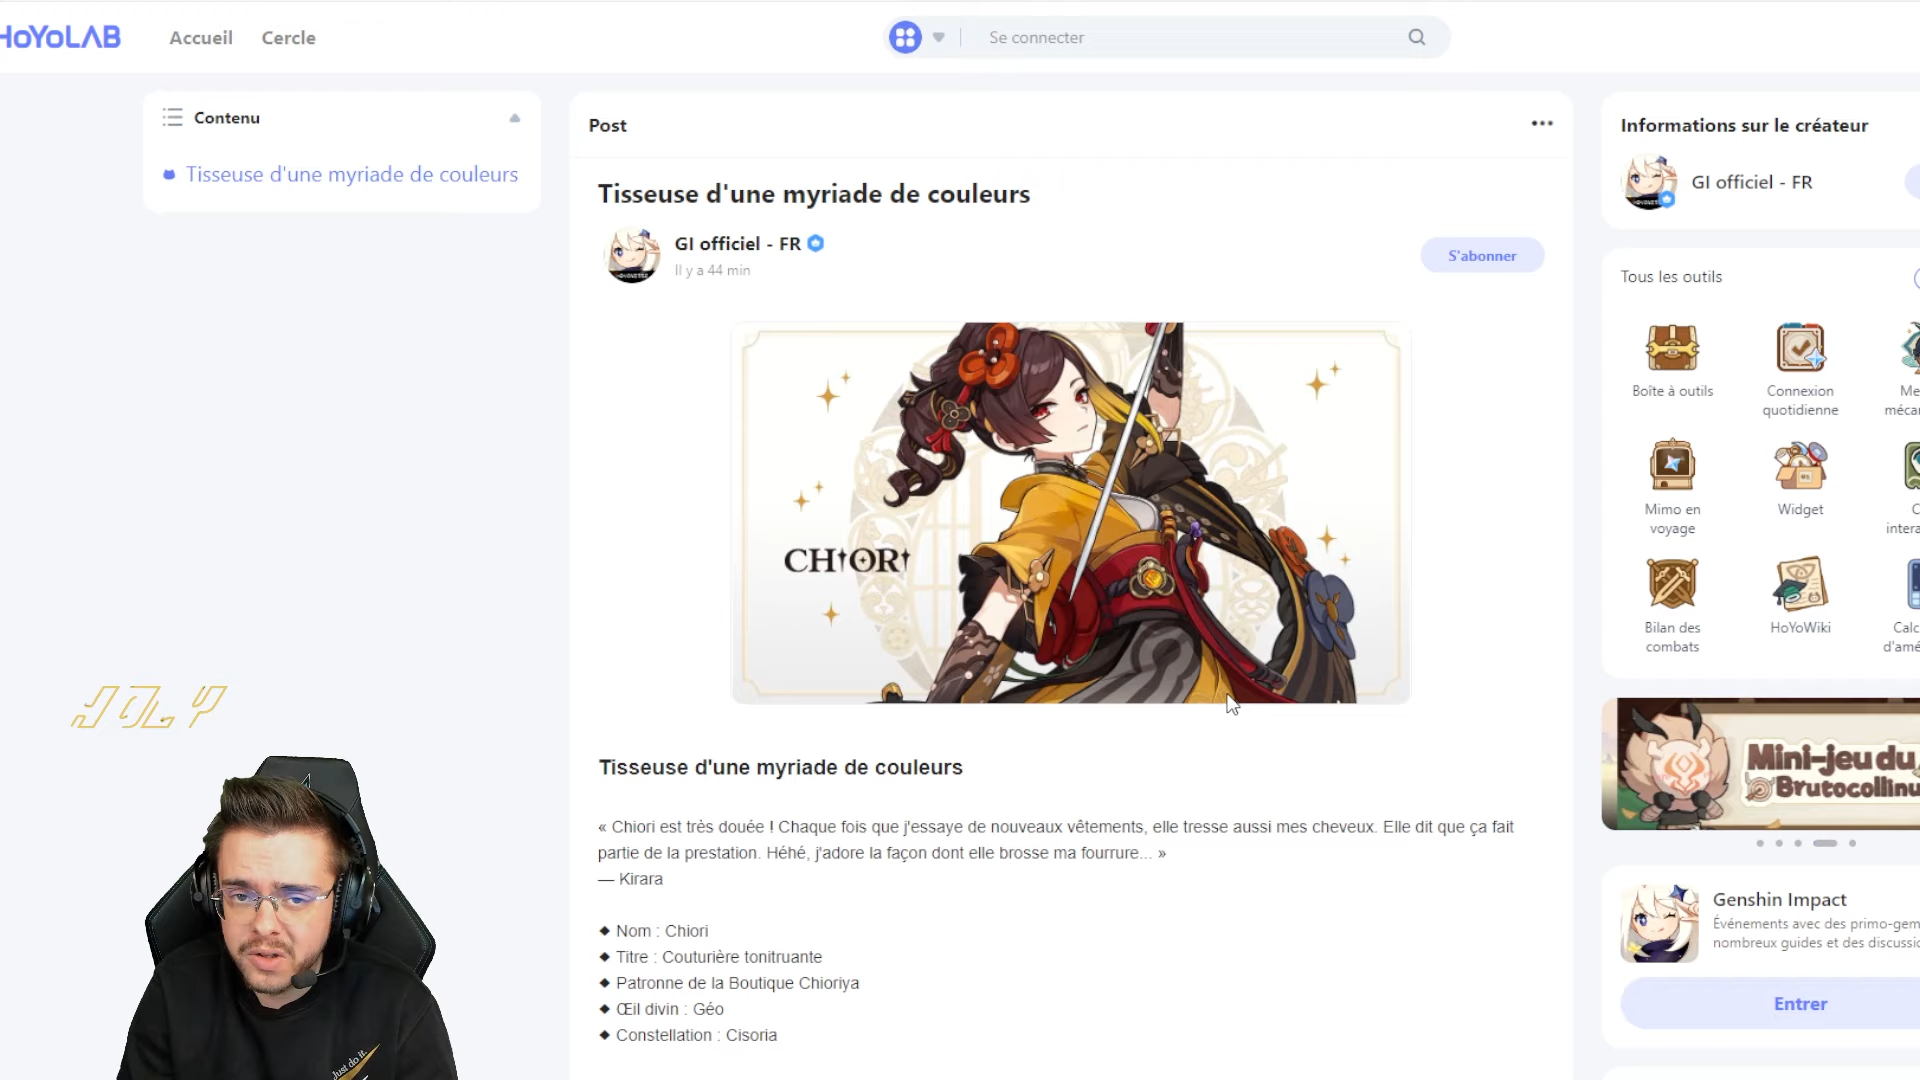 HoYoLAB
Accueil
Cercle
Se connecter
Contenu
Tisseuse d'une myriade de couleurs
Post
Tisseuse d'une myriade de couleurs
GI officiel - FR
Il y a 44 min
S'abonner
CHIORI
Tisseuse d'une myriade de couleurs
« Chiori est très douée ! Chaque fois que j'essaye de nouveaux vêtements, elle tresse aussi mes cheveux. Elle dit que ça fait
partie de la prestation. Héhé, j'adore la façon dont elle brosse ma fourrure... »
— Kirara
◆ Nom : Chiori
◆ Titre : Couturière tonitruante
◆ Patronne de la Boutique Chioriya
◆ Œil divin : Géo
◆ Constellation : Cisoria
Informations sur le créateur
GI officiel - FR
Tous les outils
Boîte à outils
Connexion
quotidienne
Mimo en
voyage
Widget
Bilan des
combats
HoYoWiki
Mini-jeu du
Genshin Impact
Événements avec des
nombreux guides et des
Entrer
JOLY
Just do it.